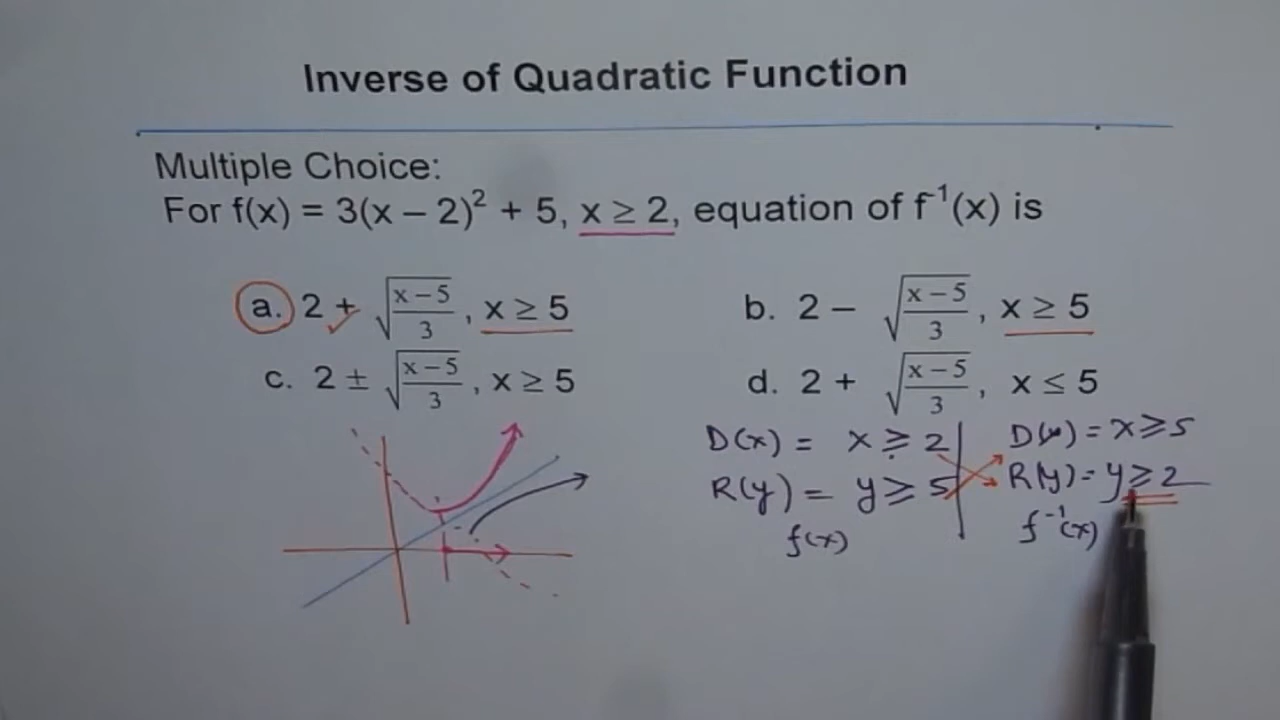 Inverse of Quadratic Function
Multiple Choice:
For f(x) = 3(x – 2)² + 5, x ≥ 2, equation of f⁻¹(x) is
a. 2 + √((x – 5)/3), x ≥ 5
b. 2 – √((x – 5)/3), x ≥ 5
c. 2 ± √((x – 5)/3), x ≥ 5
d. 2 + √((x – 5)/3), x ≤ 5
D(x) = x ≥ 2
R(y) = y ≥ 5
f(x)
D(x) = x ≥ 5
R(y) = y ≥ 2
f⁻¹(x)